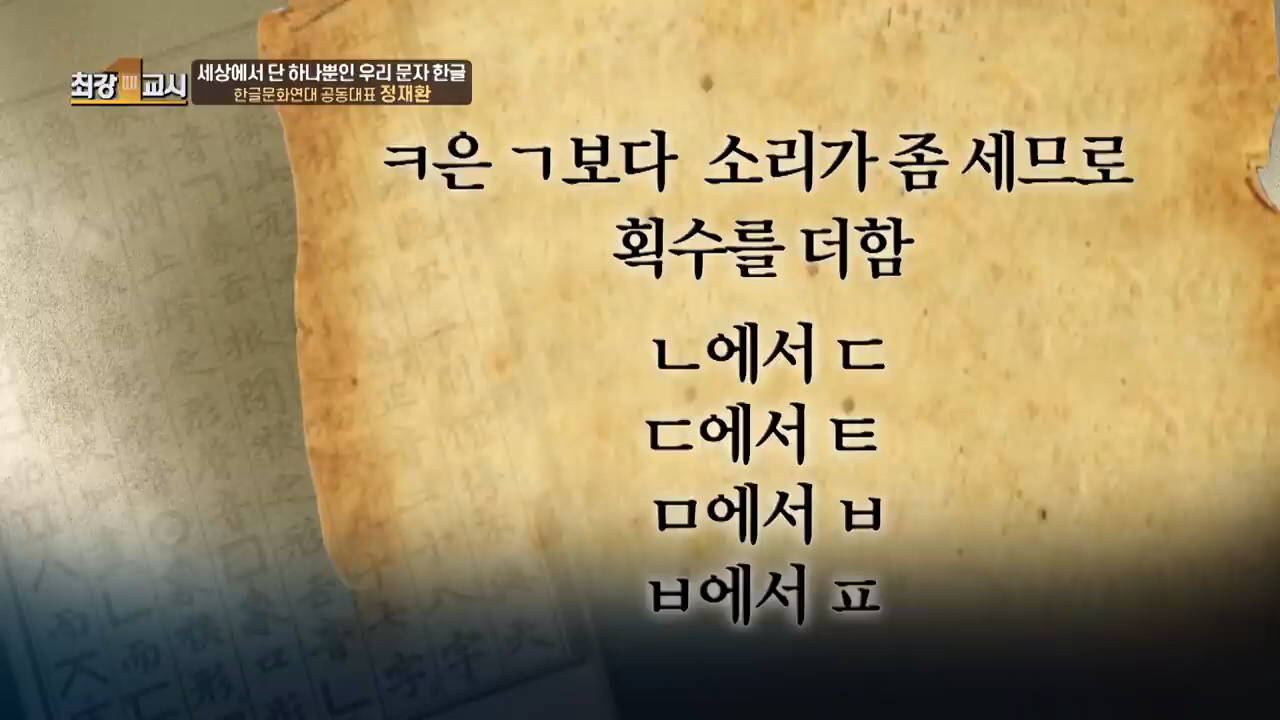 최강 1교시
세상에서 단 하나뿐인 우리 문자 한글
한글문화연대 공동대표 정재환
ㅋ은 ㄱ보다 소리가 좀 세므로
획수를 더함
ㄴ에서 ㄷ
ㄷ에서 ㅌ
ㅁ에서 ㅂ
ㅂ에서 ㅍ